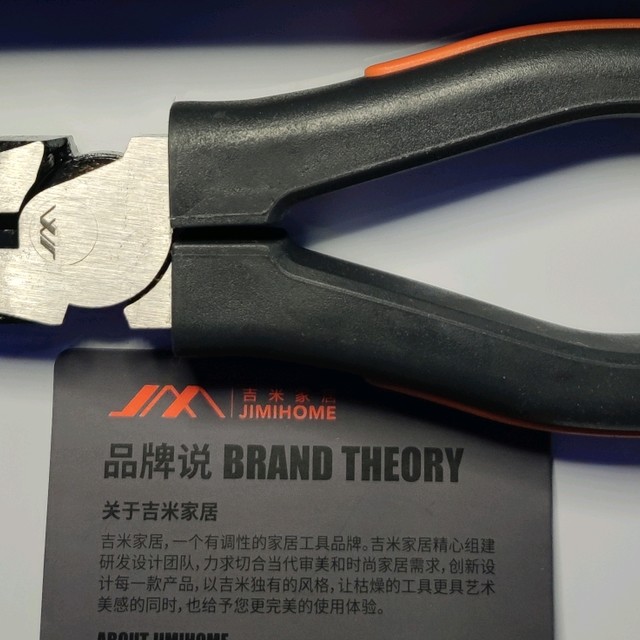 吉米家居
JIMIHOME
品牌说 BRAND THEORY
关于吉米家居
吉米家居,一个有调性的家居工具品牌。吉米家居精心组建
研发设计团队,力求切合当代审美和时尚家居需求,创新设
计每一款产品,以吉米独有的风格,让枯燥的工具更具艺术
美感的同时,也给予您更完美的使用体验。
ABOUT JIMIHOME